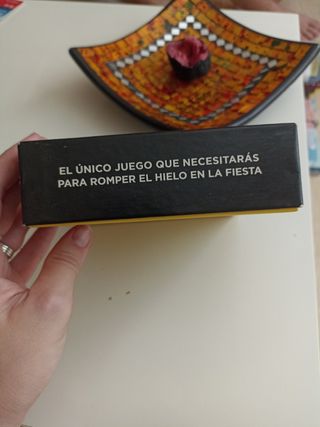 EL ÚNICO JUEGO QUE NECESITARÁS
PARA ROMPER EL HIELO EN LA FIESTA